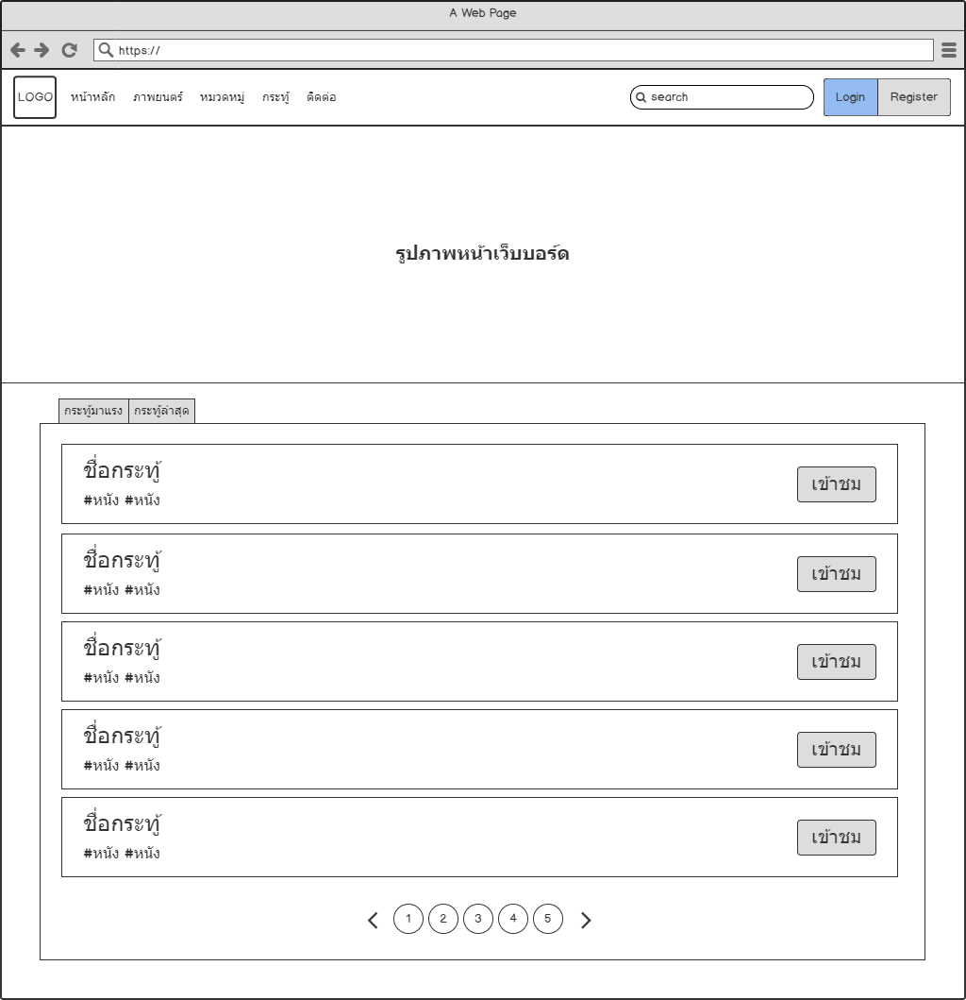 A Web Page
https://
LOGO หน้าหลัก ภาพยนตร์ หมวดหมู่ กระทู้ ติดต่อ search Login Register
รูปภาพหน้าเว็บบอร์ด
กระทู้มาแรง กระทู้ล่าสุด
ชื่อกระทู้
#หนัง #หนัง
เข้าชม
ชื่อกระทู้
#หนัง #หนัง
เข้าชม
ชื่อกระทู้
#หนัง #หนัง
เข้าชม
ชื่อกระทู้
#หนัง #หนัง
เข้าชม
ชื่อกระทู้
#หนัง #หนัง
เข้าชม
1 2 3 4 5